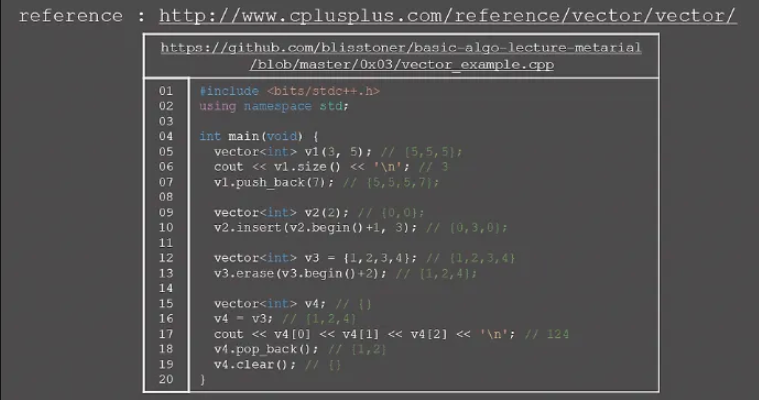 reference : http://www.cplusplus.com/reference/vector/vector/
https://github.com/blisstoner/basic-algo-lecture-metarial
/blob/master/0x03/vector_example.cpp
01 #include <bits/stdc++.h>
02 using namespace std;
03
04 int main(void) {
05 vector<int> v1(3, 5); // {5,5,5};
06 cout << v1.size() << '\n'; // 3
07 v1.push_back(7); // {5,5,5,7};
08
09 vector<int> v2(2); // {0,0};
10 v2.insert(v2.begin()+1, 3); // {0,3,0};
11
12 vector<int> v3 = {1,2,3,4}; // {1,2,3,4}
13 v3.erase(v3.begin()+2); // {1,2,4};
14
15 vector<int> v4; // {}
16 v4 = v3; // {1,2,4}
17 cout << v4[0] << v4[1] << v4[2] << '\n'; // 124
18 v4.pop_back(); // {1,2}
19 v4.clear(); // {}
20 }